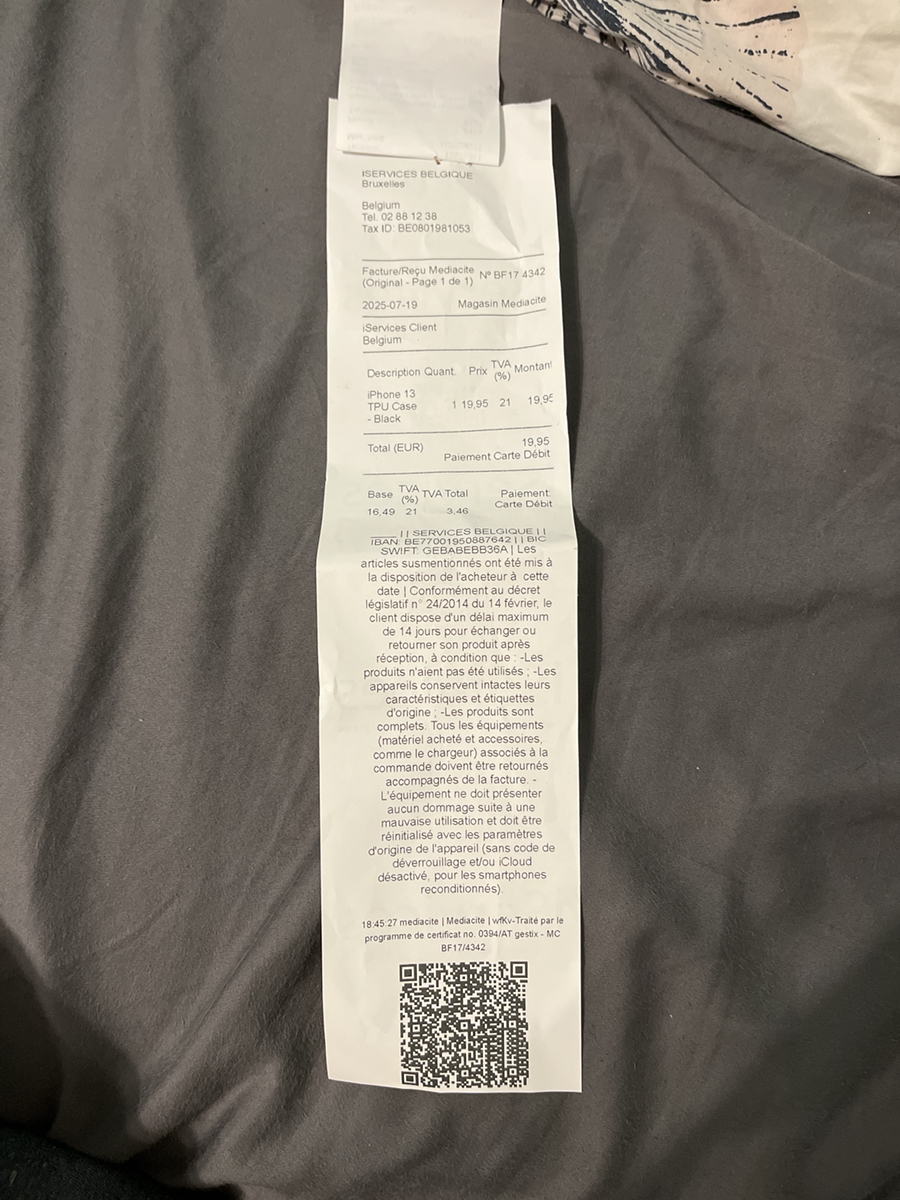 iSERVICES BELGIQUE
Bruxelles
Belgium
Tel. 02 88 12 38
Tax ID: BE0801981053
Facture/Reçu Mediacite Nº BF17 4342
(Original - Page 1 de 1)
2025-07-19 Magasin Mediacite
iServices Client
Belgium
Description Quant. Prix TVA (%) Montant
iPhone 13
TPU Case 1 19,95 21 19,95
- Black
Total (EUR) 19,95
Paiement Carte Débit
Base TVA (%) TVA Total Paiement:
16,49 21 3,46 Carte Débit
____ | | SERVICES BELGIQUE | |
IBAN: BE77001950887642 | | BIC
SWIFT: GEBABEBB36A | Les
articles susmentionnés ont été mis à
la disposition de l'acheteur à cette
date | Conformément au décret
législatif n° 24/2014 du 14 février, le
client dispose d'un délai maximum
de 14 jours pour échanger ou
retourner son produit après
réception, à condition que : -Les
produits n'aient pas été utilisés ; -Les
appareils conservent intactes leurs
caractéristiques et étiquettes
d'origine ; -Les produits sont
complets. Tous les équipements
(matériel acheté et accessoires,
comme le chargeur) associés à la
commande doivent être retournés
accompagnés de la facture. -
L'équipement ne doit présenter
aucun dommage suite à une
mauvaise utilisation et doit être
réinitialisé avec les paramètres
d'origine de l'appareil (sans code de
déverrouillage et/ou iCloud
désactivé, pour les smartphones
reconditionnés).
18:45:27 mediacite | Mediacite | wfKv-Traité par le
programme de certificat no. 0394/AT gestix - MC
BF17/4342